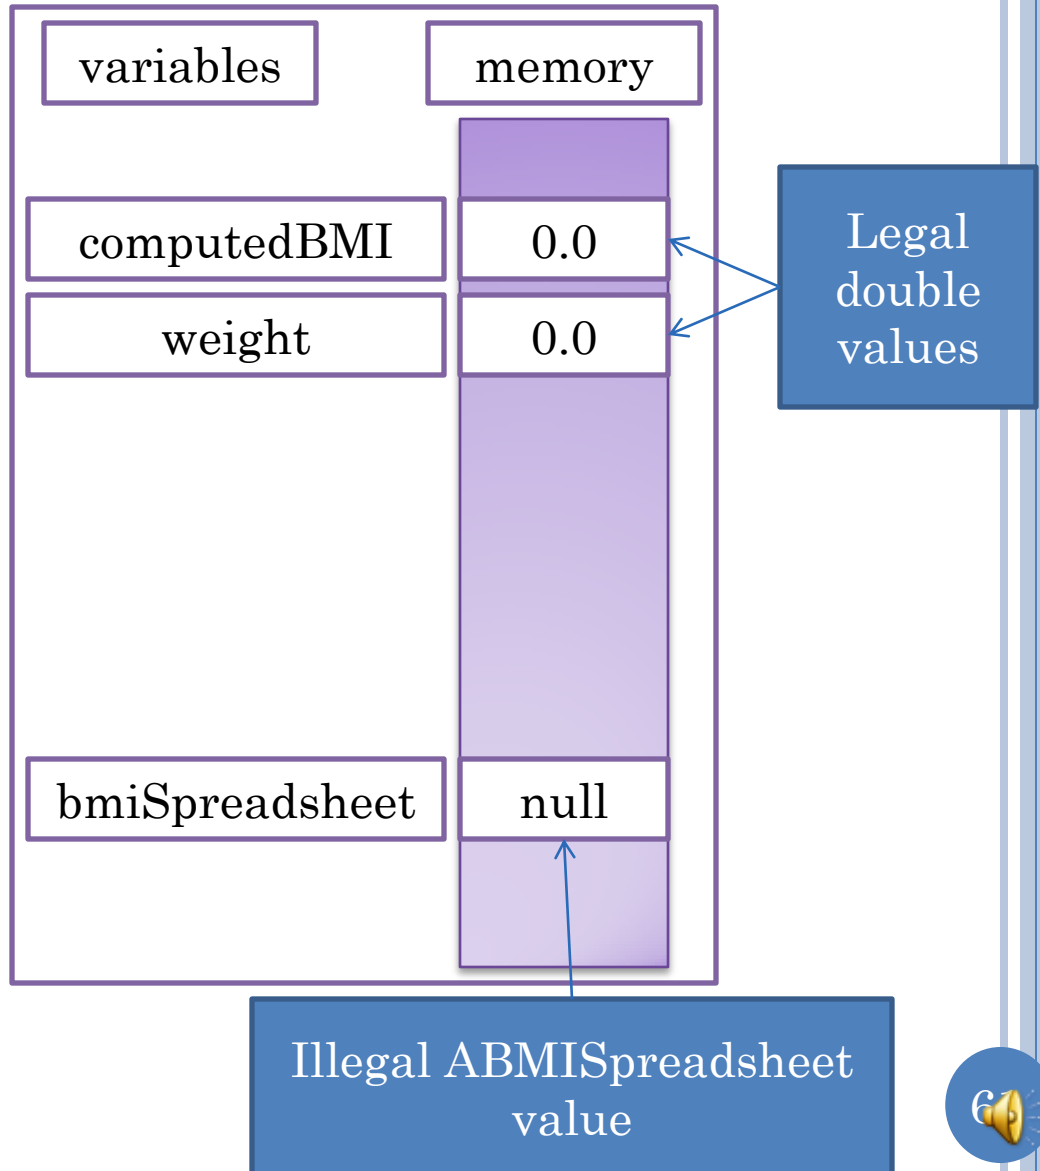 variables memory
computedBMI 0.0
weight 0.0
Legal
double
values
bmiSpreadsheet null
Illegal ABMISpreadsheet
value